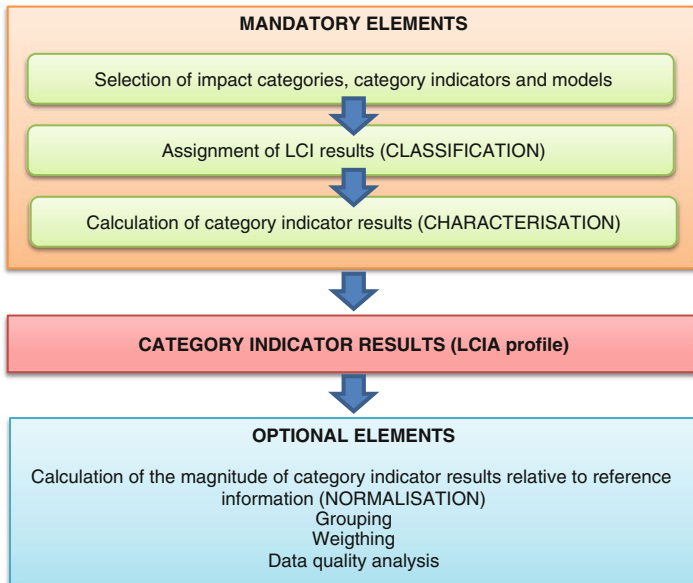 MANDATORY ELEMENTS
Selection of impact categories, category indicators and models
Assignment of LCI results (CLASSIFICATION)
Calculation of category indicator results (CHARACTERISATION)
CATEGORY INDICATOR RESULTS (LCIA profile)
OPTIONAL ELEMENTS
Calculation of the magnitude of category indicator results relative to reference
information (NORMALISATION)
Grouping
Weigthing
Data quality analysis